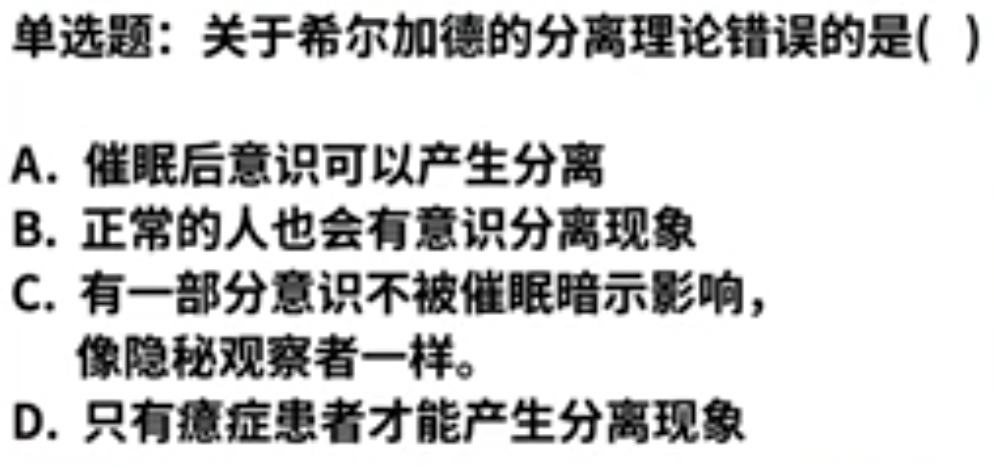 单选题：关于希尔加德的分离理论错误的是( )
A. 催眠后意识可以产生分离
B. 正常的人也会有意识分离现象
C. 有一部分意识不被催眠暗示影响，
像隐秘观察者一样。
D. 只有癔症患者才能产生分离现象